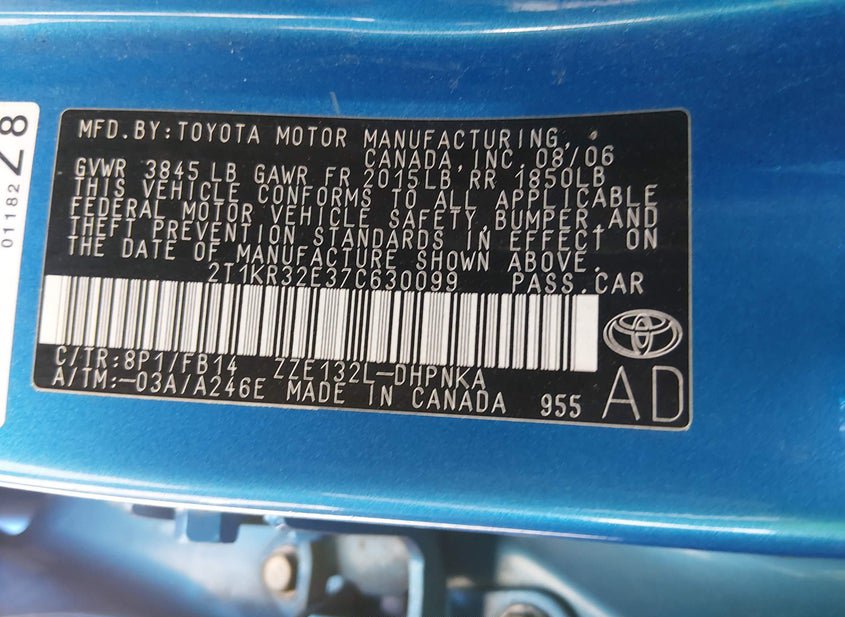 MFD.BY:TOYOTA MOTOR MANUFACTURING,
CANADA,INC.08/06
GVWR 3845LB GAWR FR 2015LB RR 1850LB
THIS VEHICLE CONFORMS TO ALL APPLICABLE
FEDERAL MOTOR VEHICLE SAFETY,BUMPER,AND
THEFT PREVENTION STANDARDS IN EFFECT ON
THE DATE OF MANUFACTURE SHOWN ABOVE.
2T1KR32E37C630099 PASS.CAR
C/TR:8P1/FB14 ZZE132L-DHPNKA
A/TM:-03A/A246E MADE IN CANADA 955 AD
01182